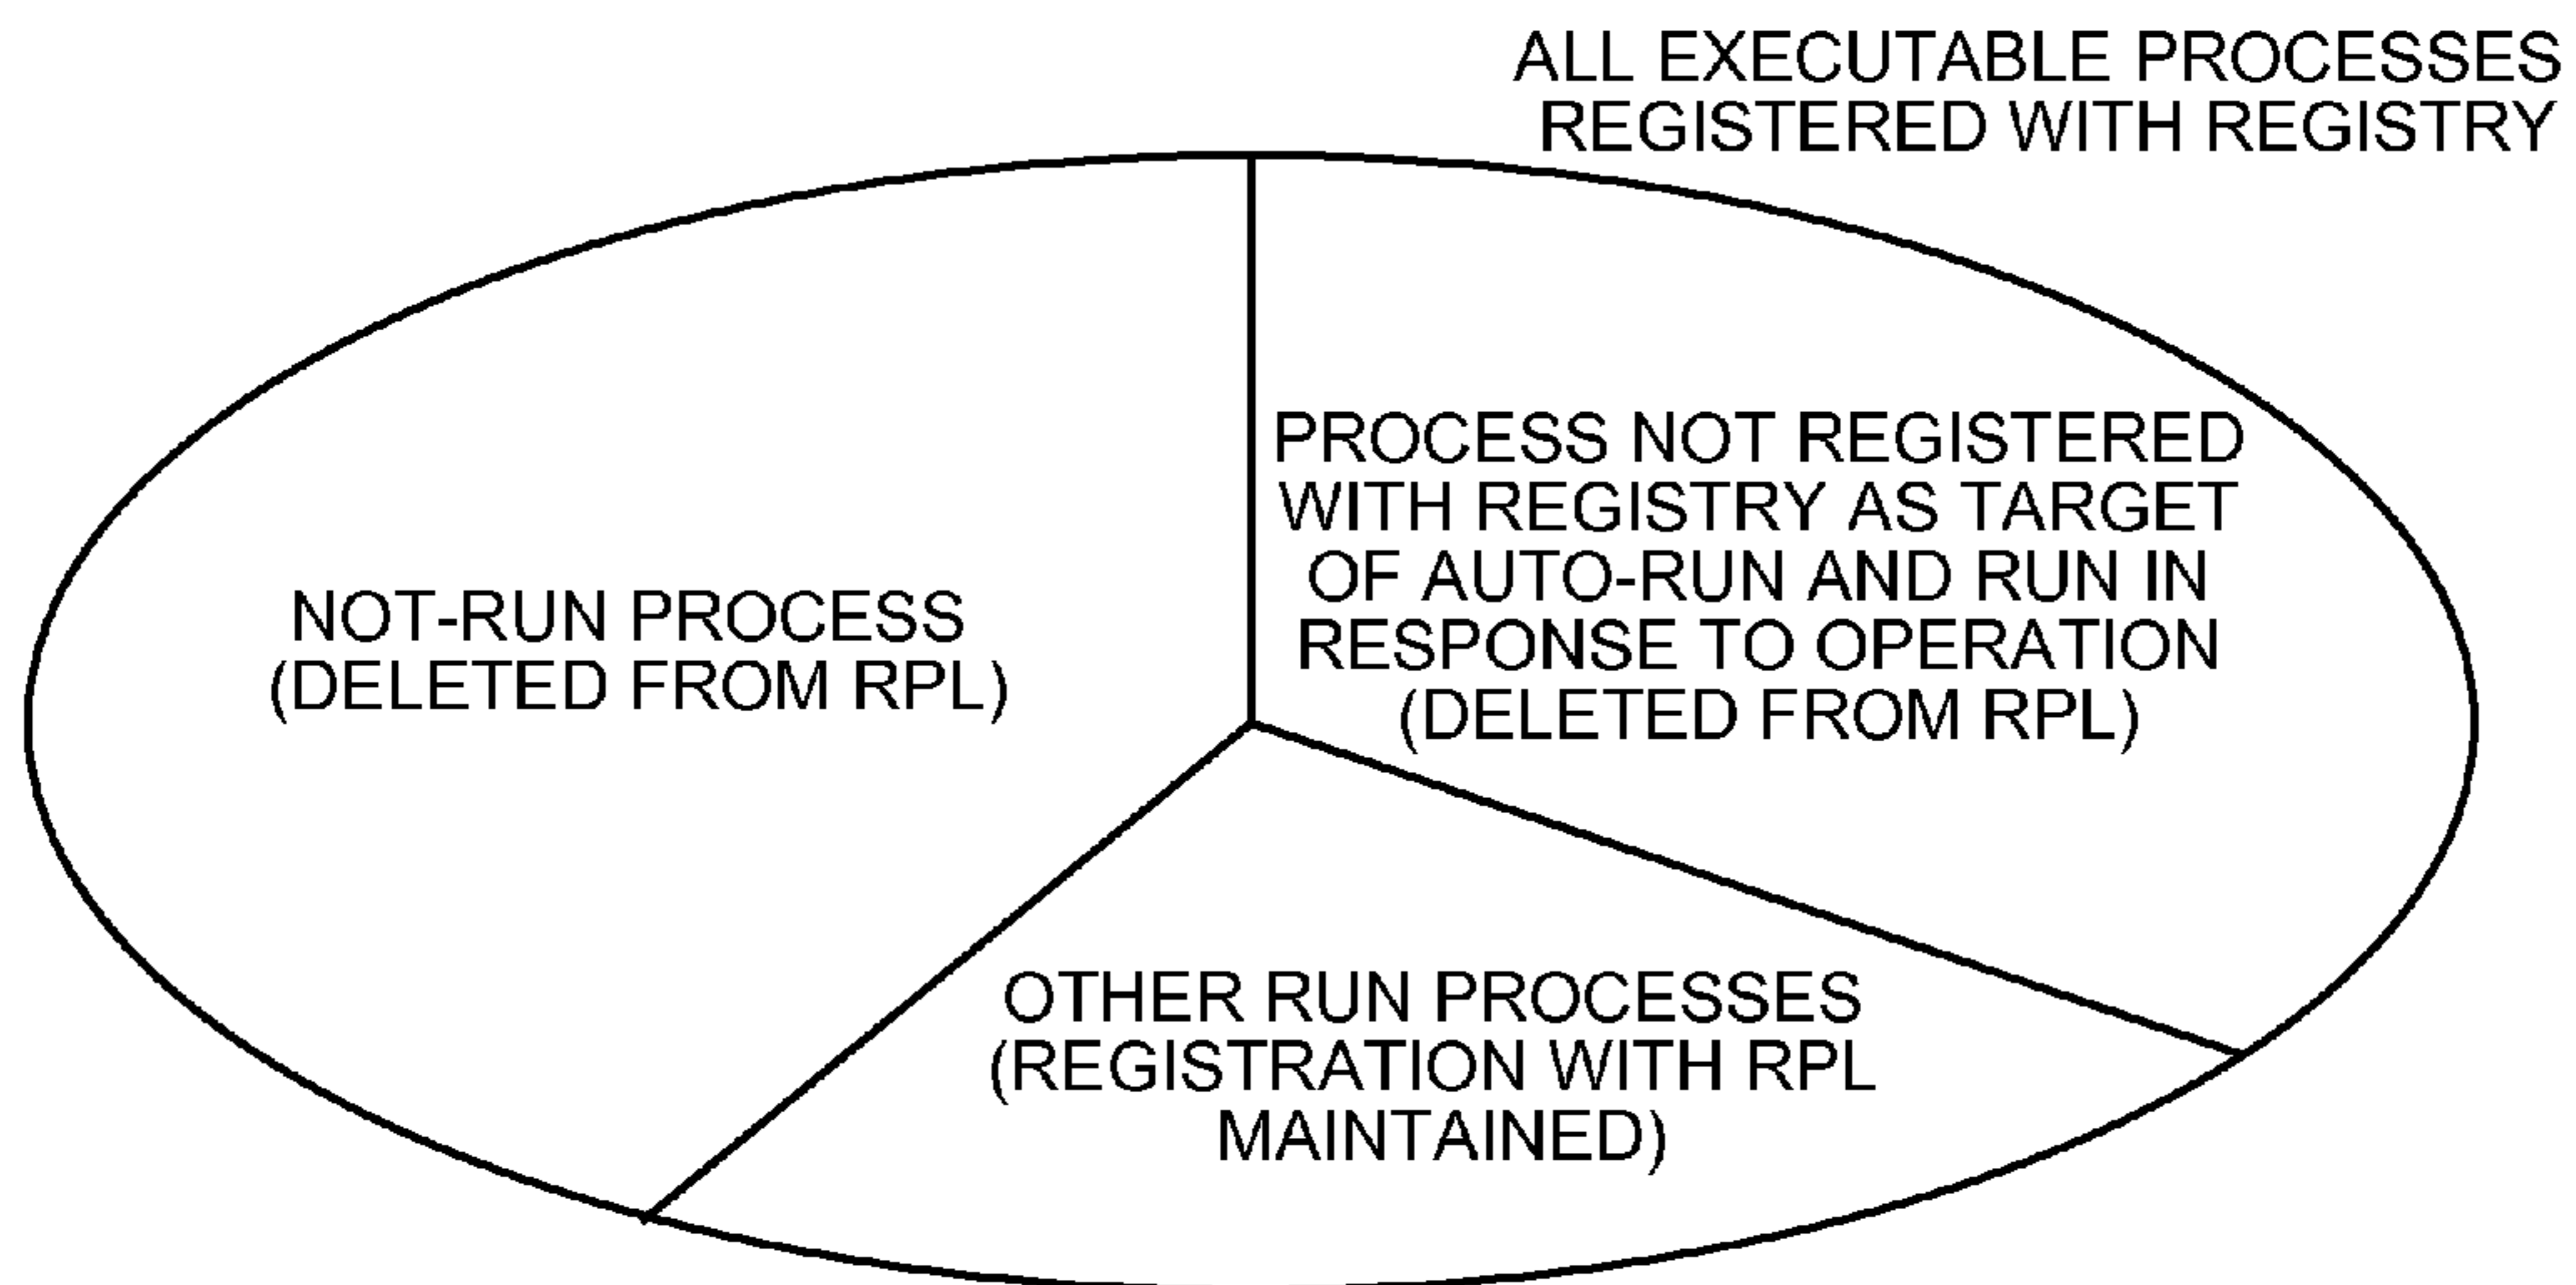 ALL EXECUTABLE PROCESSES
REGISTERED WITH REGISTRY
PROCESS NOT REGISTERED
WITH REGISTRY AS TARGET
OF AUTO-RUN AND RUN IN
RESPONSE TO OPERATION
(DELETED FROM RPL)
NOT-RUN PROCESS
(DELETED FROM RPL)
OTHER RUN PROCESSES
(REGISTRATION WITH RPL
MAINTAINED)